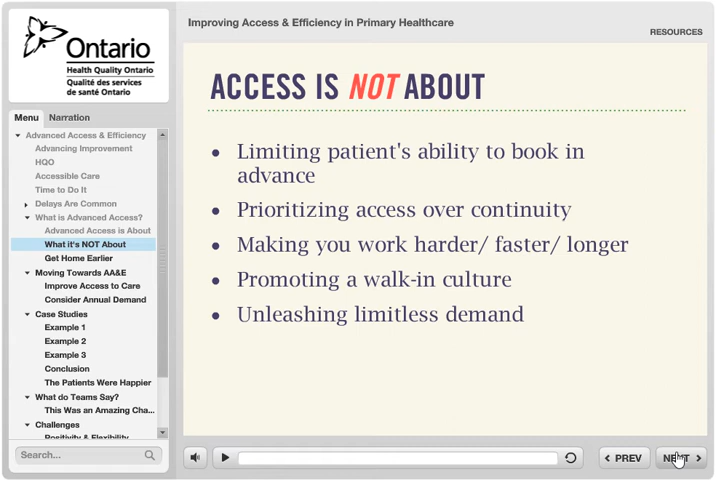 Improving Access & Efficiency in Primary Healthcare
RESOURCES
Ontario
Health Quality Ontario
Qualité des services
de santé Ontario
Menu
Narration
Advanced Access & Efficiency
Advancing Improvement
HQO
Accessible Care
Time to Do It
Delays Are Common
What is Advanced Access?
Advanced Access is About
What it's NOT About
Get Home Earlier
Moving Towards AA&E
Improve Access to Care
Consider Annual Demand
Case Studies
Example 1
Example 2
Example 3
Conclusion
The Patients Were Happier
What do Teams Say?
This Was an Amazing Cha...
Challenges
Positivity & Flexibility
Search...
ACCESS IS NOT ABOUT
• Limiting patient's ability to book in
advance
• Prioritizing access over continuity
• Making you work harder/ faster/ longer
• Promoting a walk-in culture
• Unleashing limitless demand
PREV
NEXT